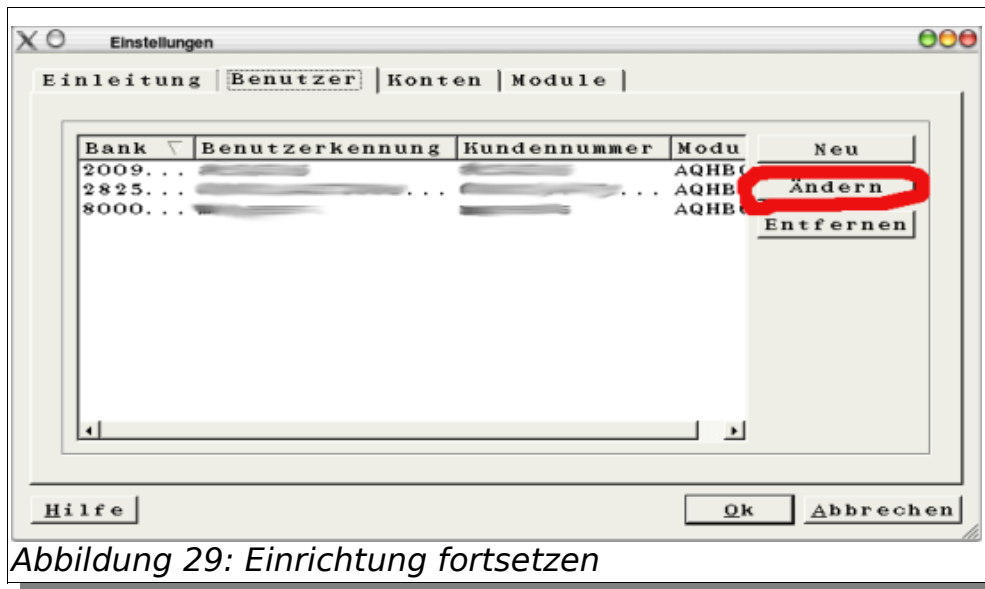 Einstellungen
Einleitung Benutzer Konten Module
Bank Benutzerkennung Kundennummer Modu Neu
2009... AQHB
2825... ... ... AQHB Ändern
8000... AQHB
Entfernen
Hilfe Ok Abbrechen
Abbildung 29: Einrichtung fortsetzen